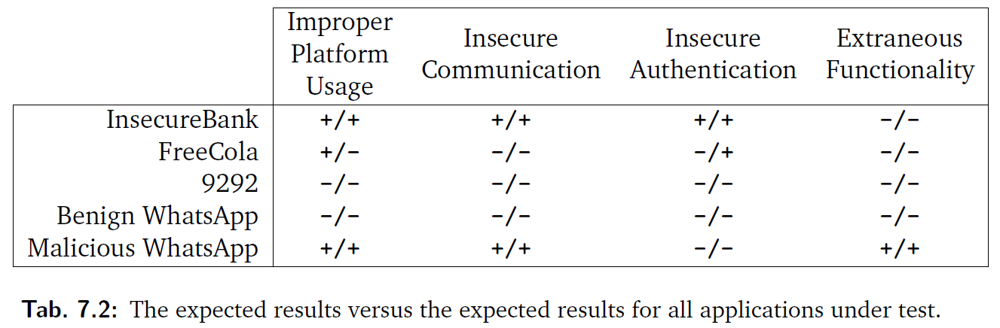 Improper Platform Usage Insecure Communication Insecure Authentication Extraneous Functionality
InsecureBank +/+ +/+ +/+ -/-
FreeCola +/- -/- -/+ -/-
9292 -/- -/- -/- -/-
Benign WhatsApp -/- -/- -/- -/-
Malicious WhatsApp +/+ +/+ -/- +/+
Tab. 7.2: The expected results versus the expected results for all applications under test.